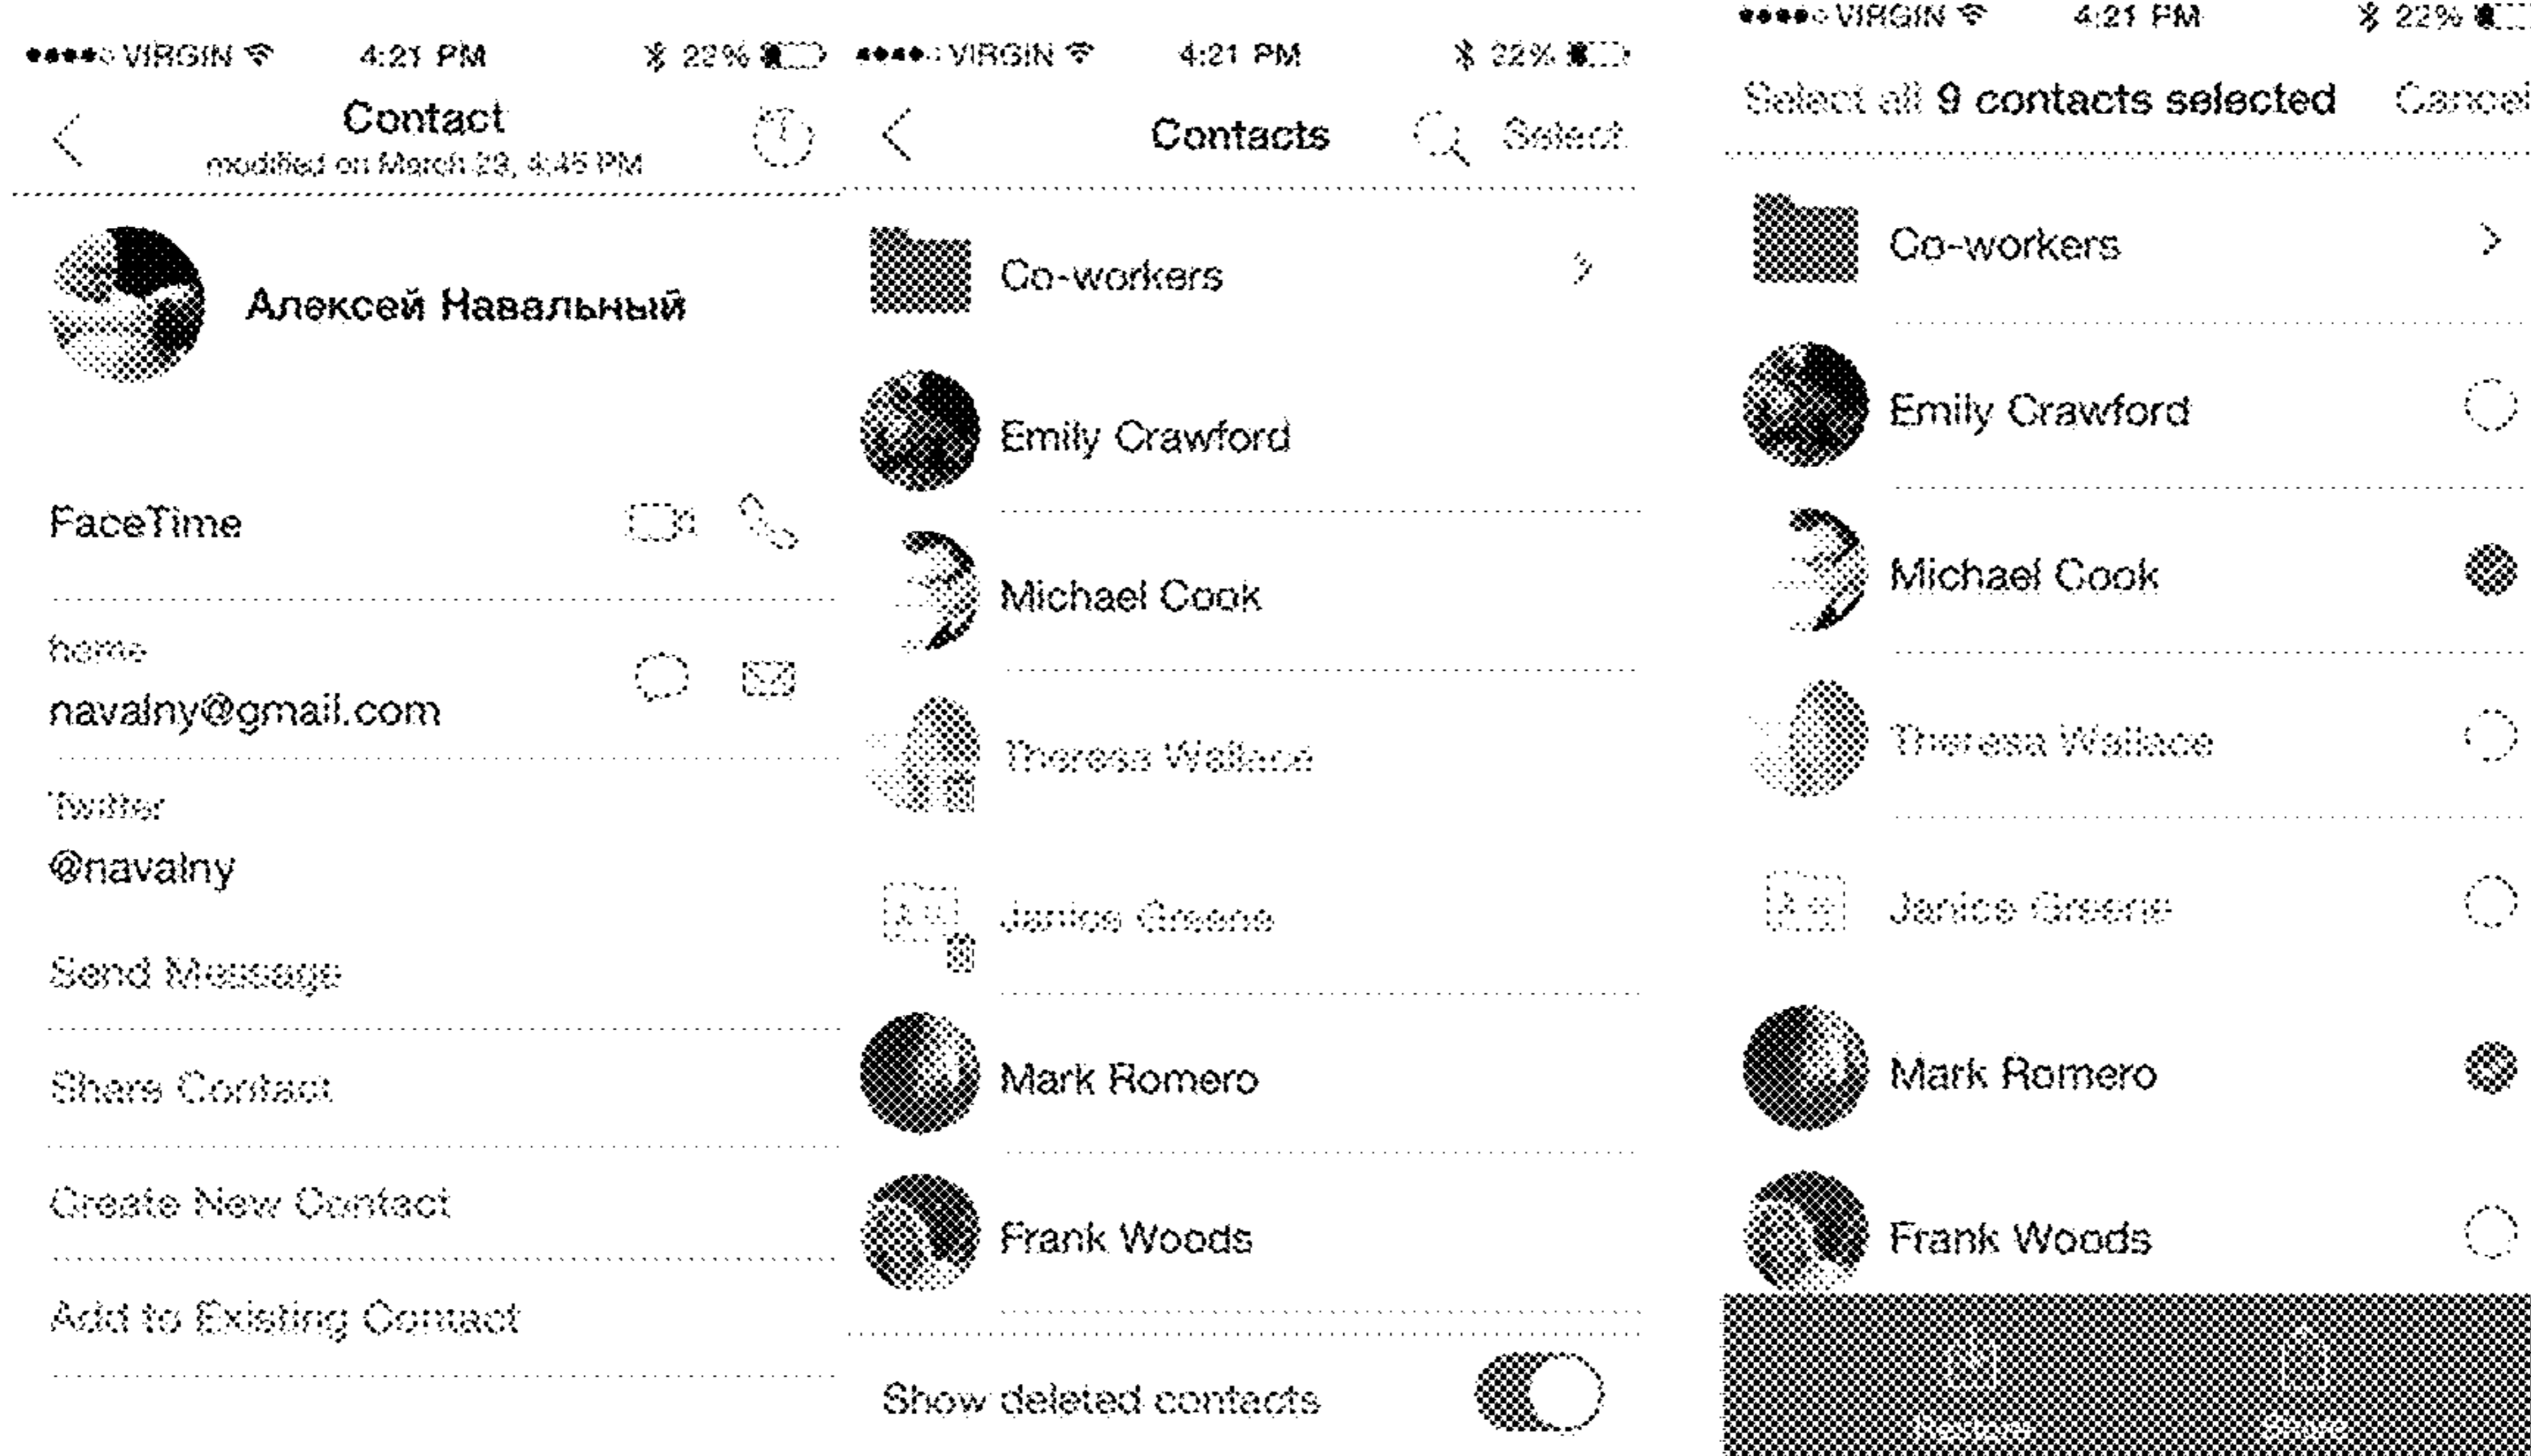 VIRGIN 4:21 PM 22%
Contact
modified on March 23, 4:45 PM
Алексей Навальный
FaceTime
home
navalny@gmail.com
Twitter
@navalny
Send Message
Share Contact
Create New Contact
Add to Existing Contact
VIRGIN 4:21 PM 22%
Contacts Select
Co-workers
Emily Crawford
Michael Cook
Theresa Wallace
Janice Greene
Mark Romero
Frank Woods
Show deleted contacts
VIRGIN 4:21 PM 22%
Select all 9 contacts selected Cancel
Co-workers
Emily Crawford
Michael Cook
Theresa Wallace
Janice Greene
Mark Romero
Frank Woods
Restore Share